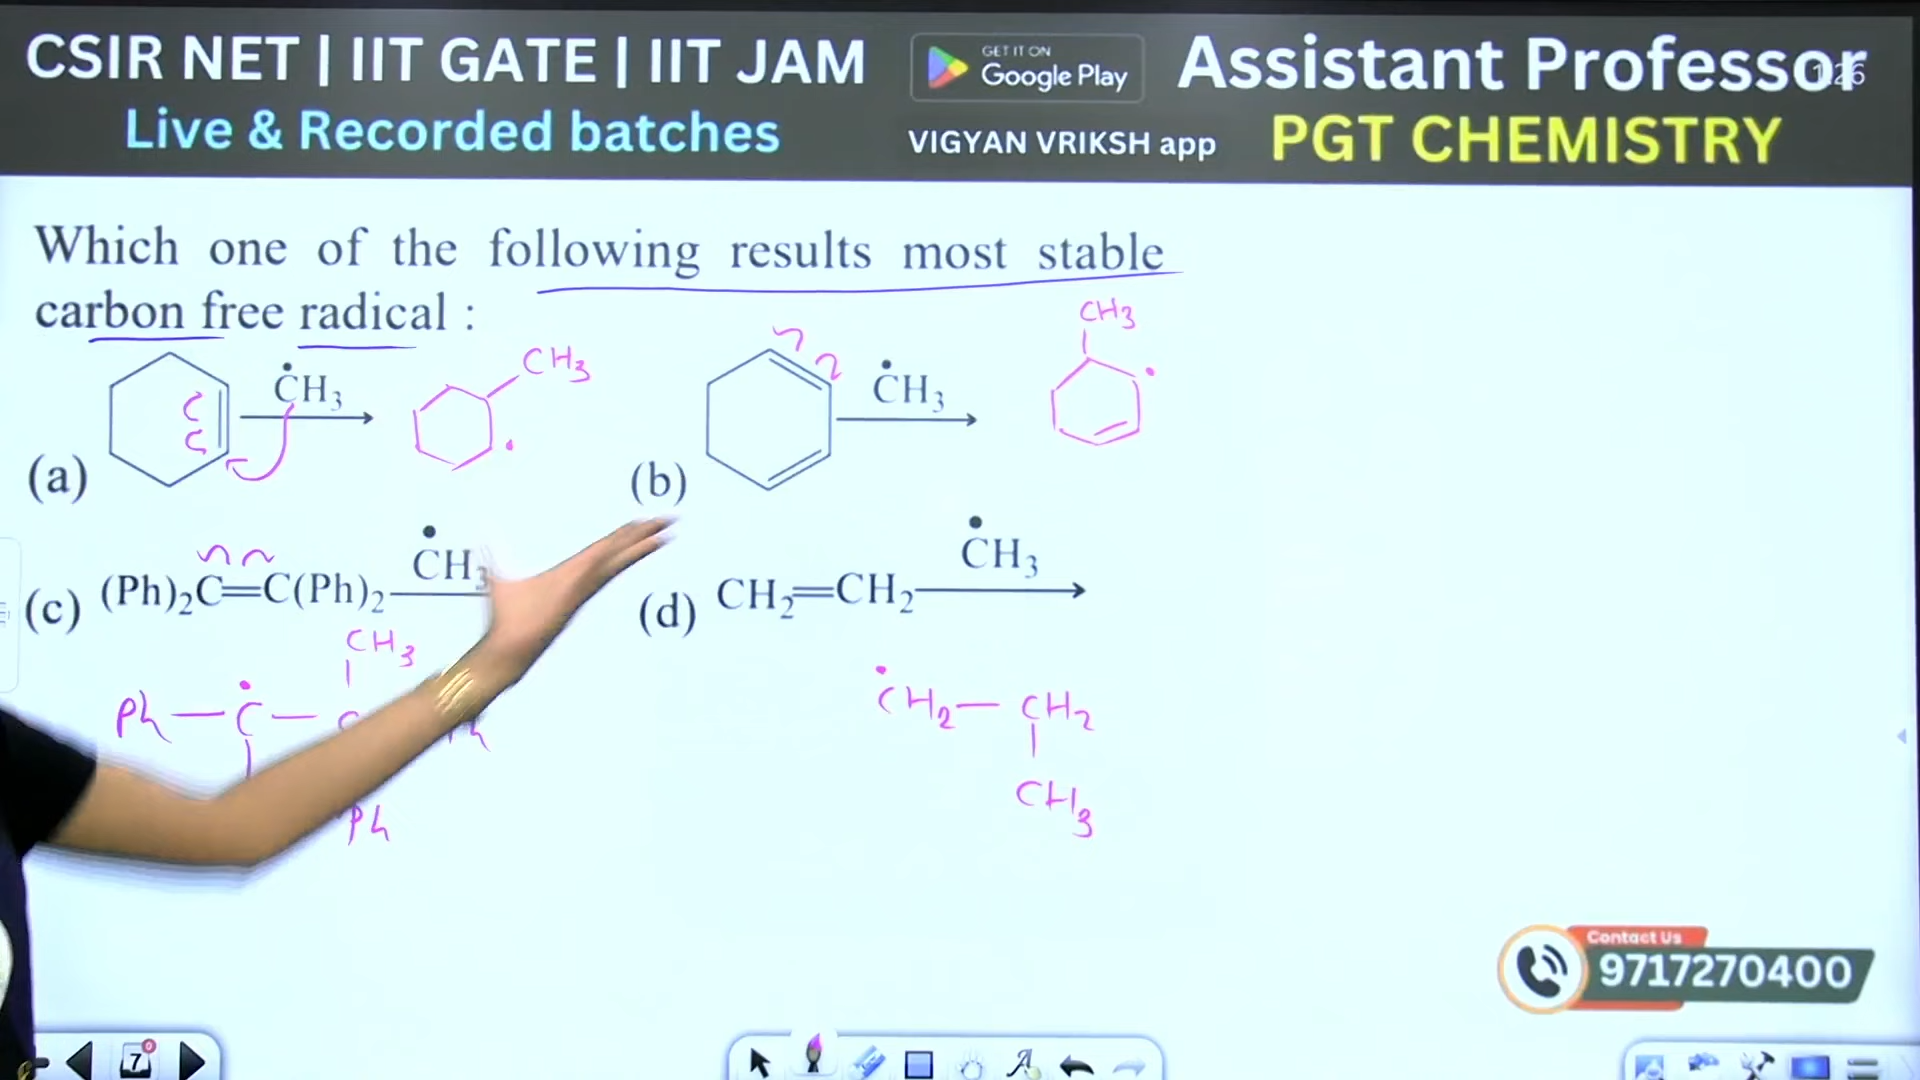 CSIR NET | IIT GATE | IIT JAM
Live & Recorded batches
GET IT ON
Google Play
VIGYAN VRIKSH app
Assistant Professor
PGT CHEMISTRY
Which one of the following results most stable
carbon free radical :
(a) ĊH₃ CH₃
(b) ĊH₃ CH₃
(c) (Ph)₂C=C(Ph)₂ ĊH₃
CH₃
Ph — Ċ —
Ph
(d) CH₂=CH₂ ĊH₃
ĊH₂ — CH₂
CH₃
Contact Us
9717270400
7